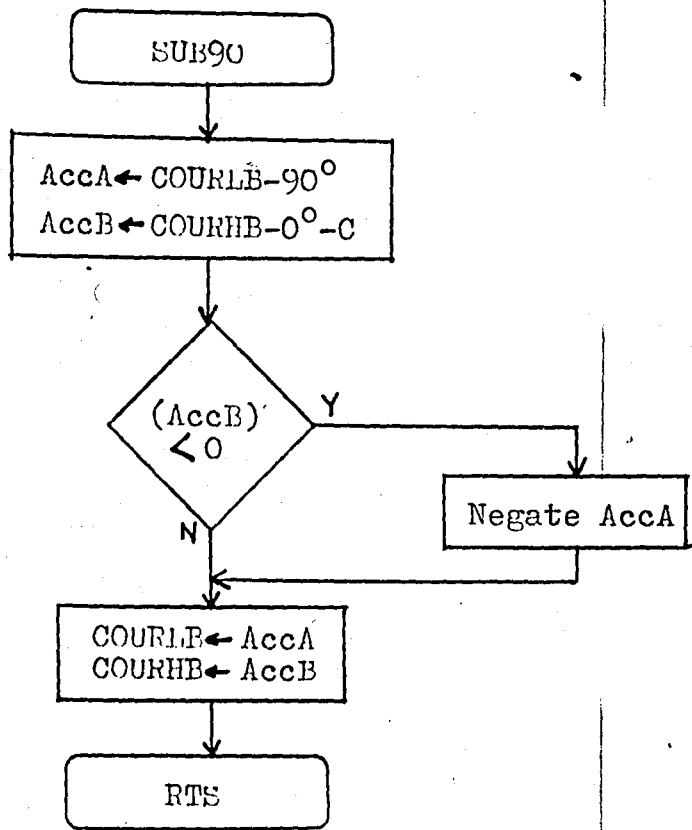 SUB90
AccA← COURLB-90°
AccB← COURHB-0°-C
(AccB)
< 0
Y
N
Negate AccA
COURLB← AccA
COURHB← AccB
RTS